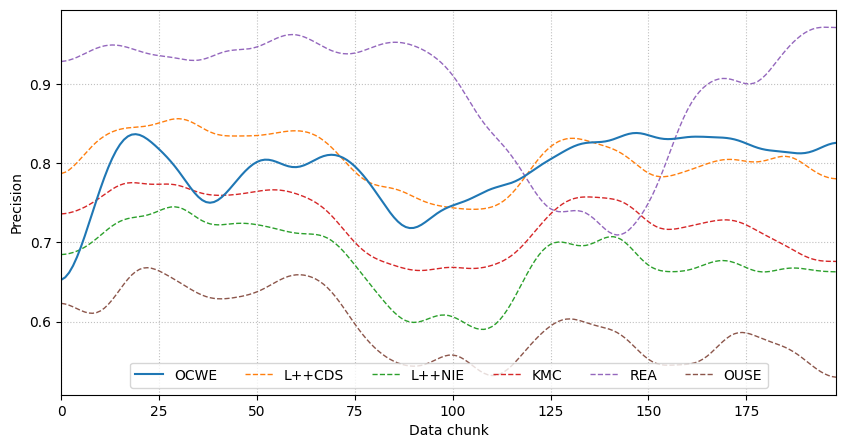 Precision
0.9
0.8
0.7
0.6
OCWE L++CDS L++NIE KMC REA OUSE
0 25 50 75 100 125 150 175
Data chunk